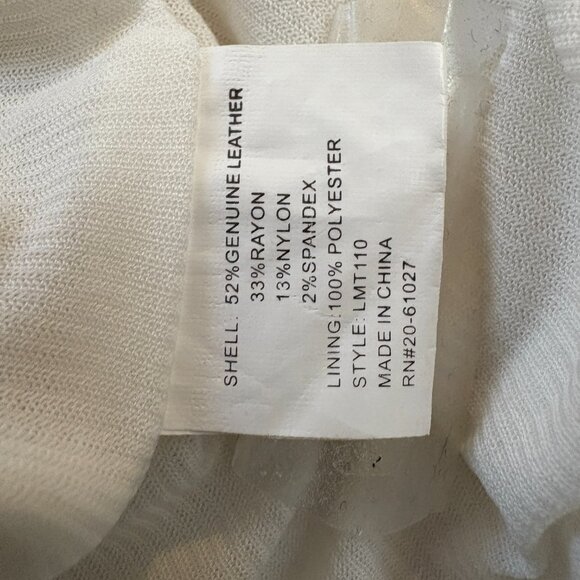 SHELL: 52%GENUINE LEATHER
33%RAYON
13%NYLON
2%SPANDEX
LINING:100% POLYESTER
STYLE: LMT110
MADE IN CHINA
RN#20-61027